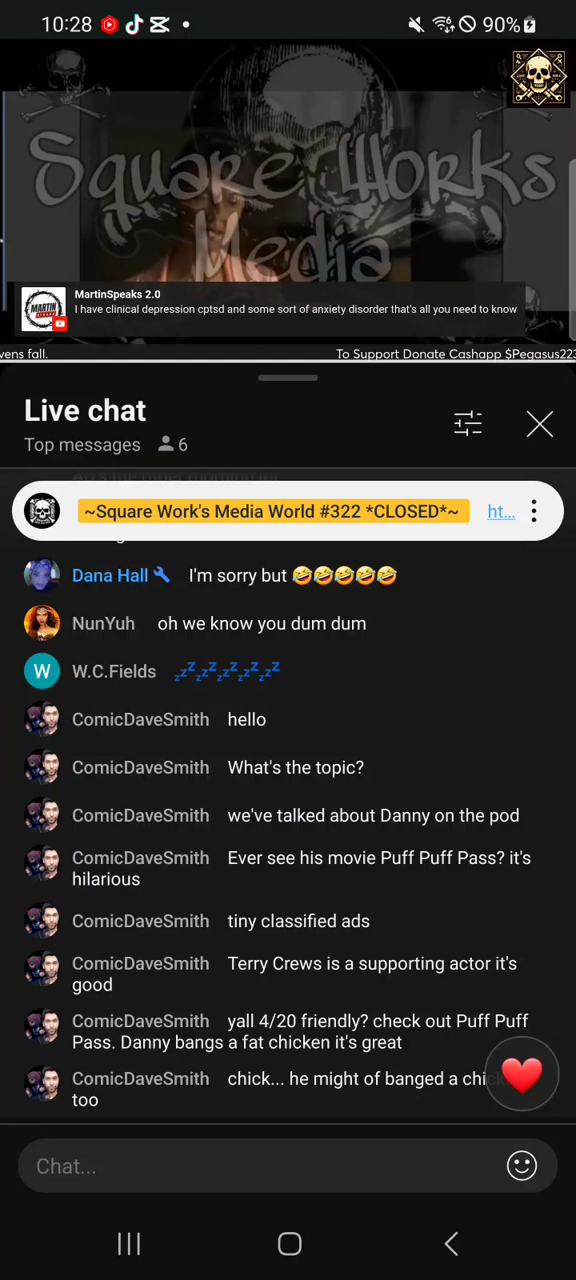 10:28
90%
Square Works
Media
MartinSpeaks 2.0
I have clinical depression cptsd and some sort of anxiety disorder that's all you need to know
vens fall.
To Support Donate Cashapp $Pegasus223
Live chat
Top messages 6
~Square Work's Media World #322 *CLOSED*~ ht...
Dana Hall I'm sorry but 🤣🤣🤣🤣🤣
NunYuh oh we know you dum dum
W W.C.Fields 💤💤💤💤💤💤
ComicDaveSmith hello
ComicDaveSmith What's the topic?
ComicDaveSmith we've talked about Danny on the pod
ComicDaveSmith Ever see his movie Puff Puff Pass? it's
hilarious
ComicDaveSmith tiny classified ads
ComicDaveSmith Terry Crews is a supporting actor it's
good
ComicDaveSmith yall 4/20 friendly? check out Puff Puff
Pass. Danny bangs a fat chicken it's great
ComicDaveSmith chick... he might of banged a
too
Chat...